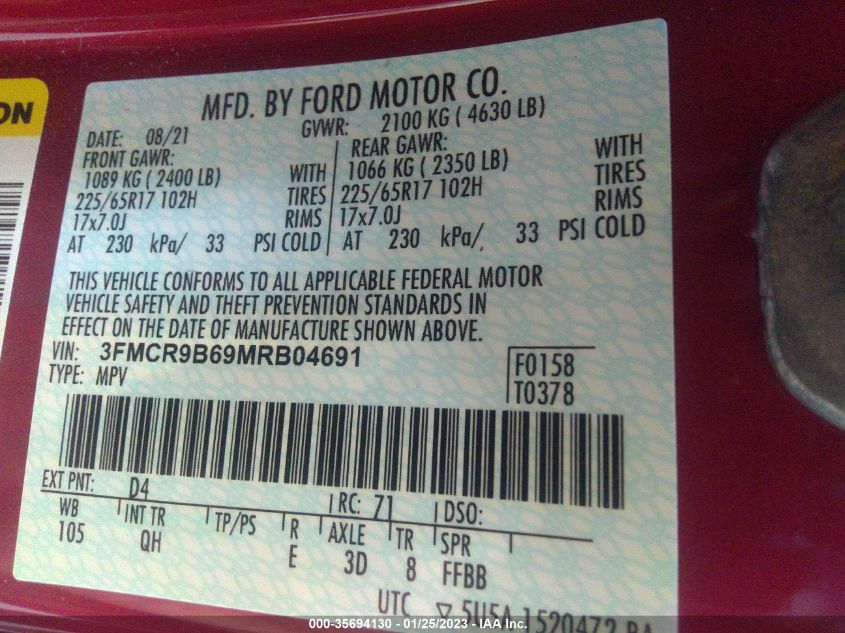 ON
MFD. BY FORD MOTOR CO.
DATE: 08/21 GVWR: 2100 KG ( 4630 LB)
FRONT GAWR: REAR GAWR:
1089 KG ( 2400 LB) WITH 1066 KG ( 2350 LB) WITH
225/65R17 102H TIRES 225/65R17 102H TIRES
17x7.0J RIMS 17x7.0J RIMS
AT 230 kPa/ 33 PSI COLD AT 230 kPa/ 33 PSI COLD
THIS VEHICLE CONFORMS TO ALL APPLICABLE FEDERAL MOTOR
VEHICLE SAFETY AND THEFT PREVENTION STANDARDS IN
EFFECT ON THE DATE OF MANUFACTURE SHOWN ABOVE.
VIN: 3FMCR9B69MRB04691 F0158
TYPE: MPV T0378
EXT PNT: D4 RC: 71 DSO:
WB INT TR TP/PS R AXLE TR SPR
105 QH E 3D 8 FFBB
UTC
000-35694130 - 01/25/2023 - IAA Inc.